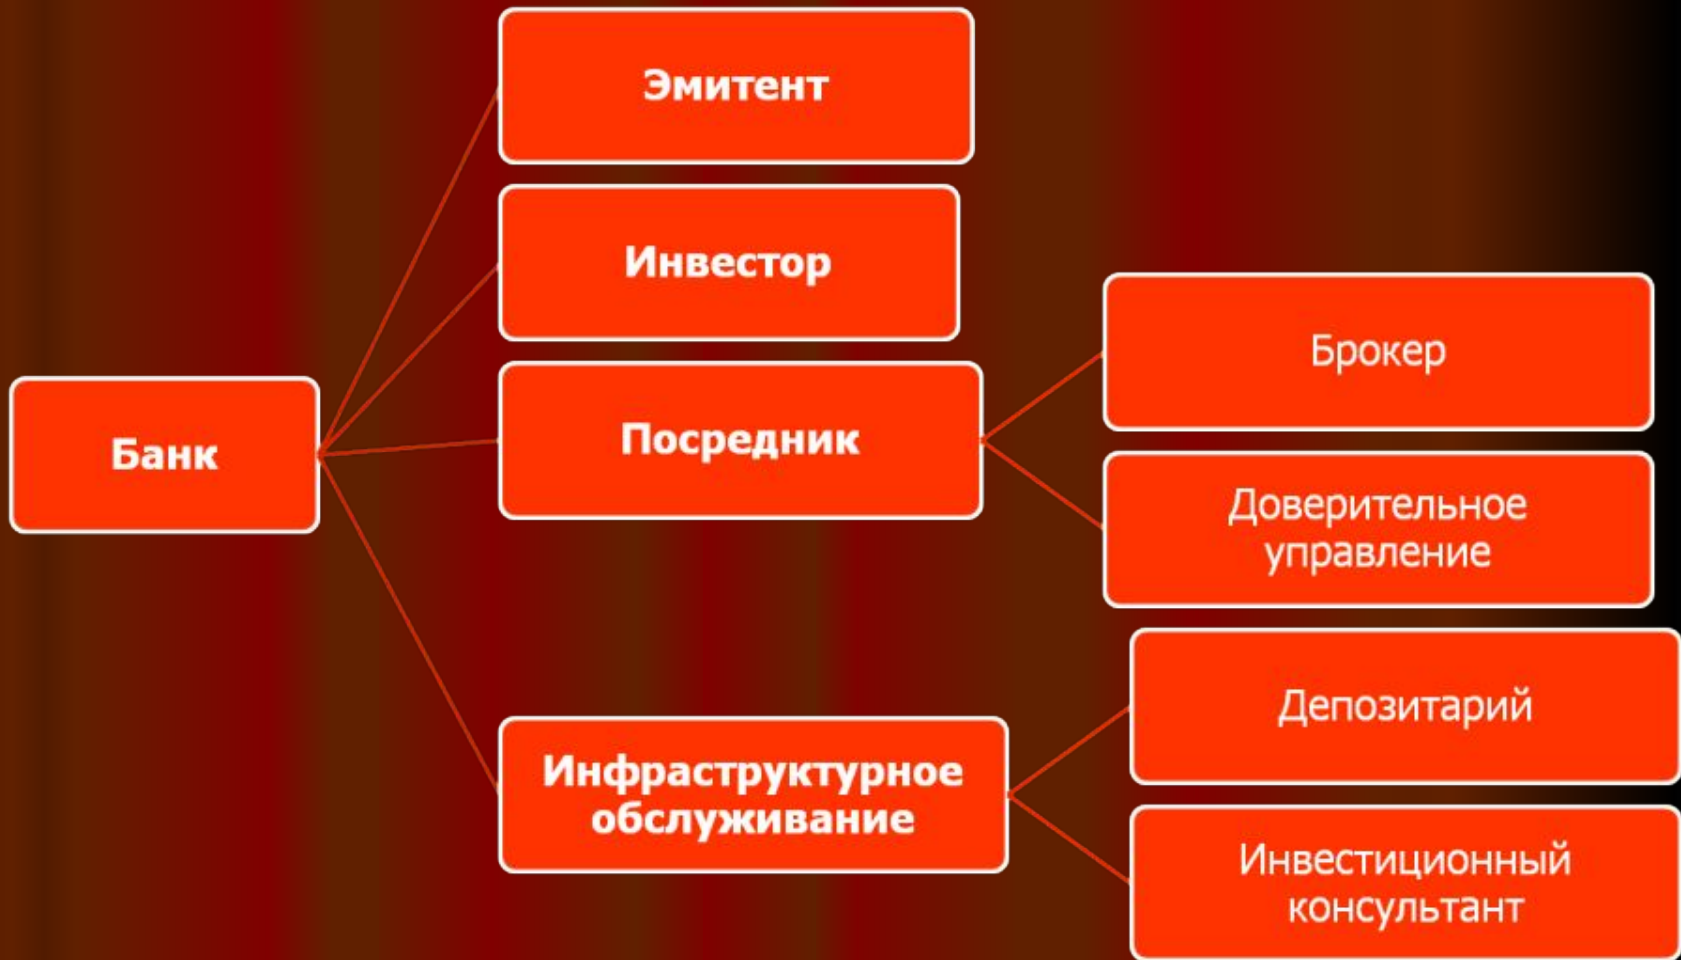 Эмитент
Инвестор
Посредник
Брокер
Доверительное
управление
Банк
Инфраструктурное
обслуживание
Депозитарий
Инвестиционный
консультант